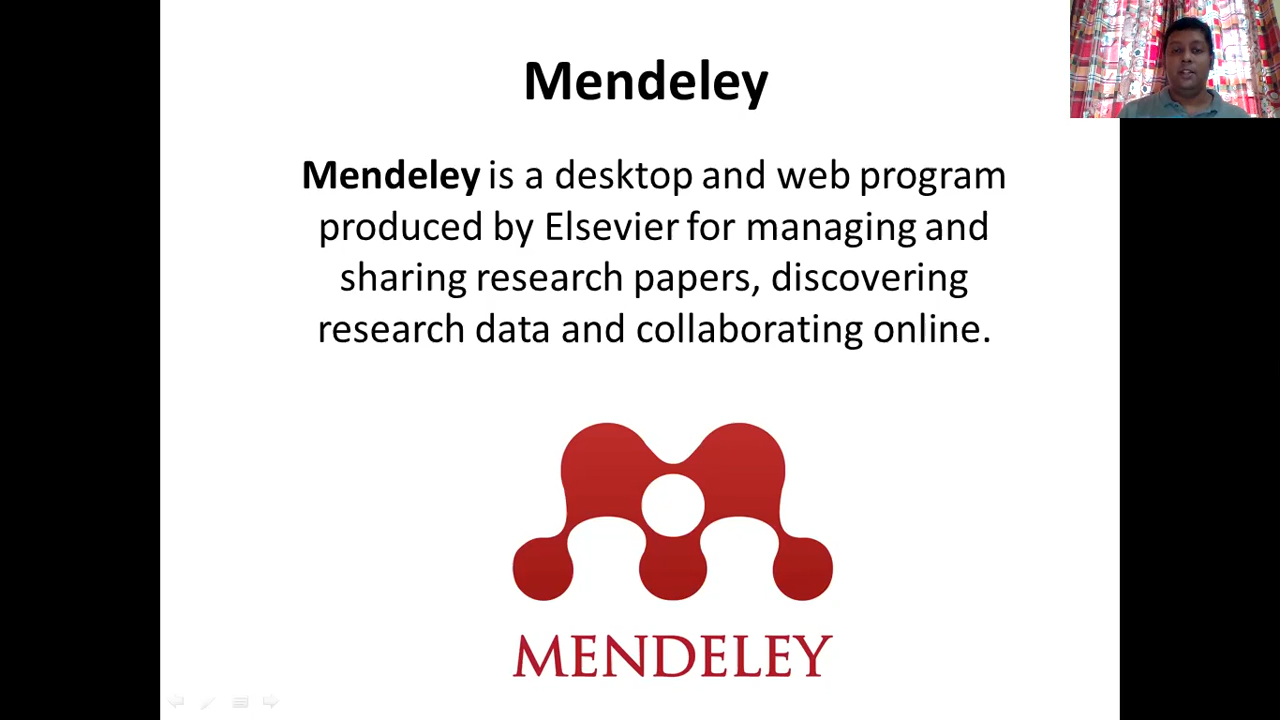 Mendeley
Mendeley is a desktop and web program
produced by Elsevier for managing and
sharing research papers, discovering
research data and collaborating online.
MENDELEY